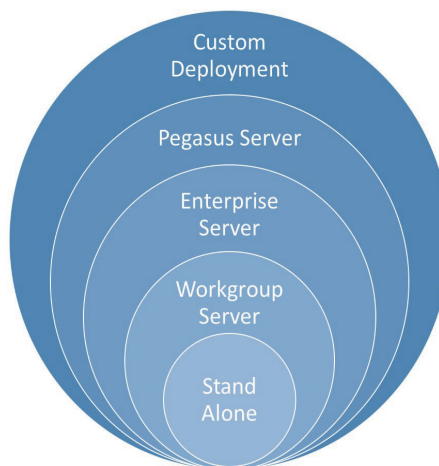 Custom
Deployment
Pegasus Server
Enterprise
Server
Workgroup
Server
Stand
Alone